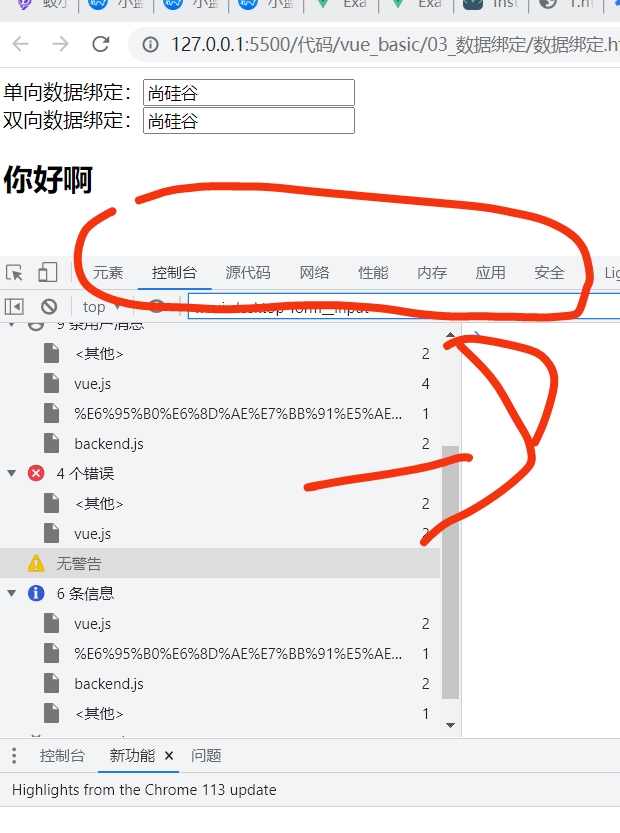 小蓝
小蓝
小蓝
Exa
Exa
Inst
127.0.0.1:5500/代码/vue_basic/03_数据绑定/数据绑定.ht
单向数据绑定： 尚硅谷
双向数据绑定： 尚硅谷
你好啊
元素 控制台 源代码 网络 性能 内存 应用 安全 Lig
top
9 条用户消息
<其他> 2
vue.js 4
%E6%95%B0%E6%8D%AE%E7%BB%91%E5%AE... 1
backend.js 2
4 个错误
<其他> 2
vue.js 2
无警告
6 条信息
vue.js 2
%E6%95%B0%E6%8D%AE%E7%BB%91%E5%AE... 1
backend.js 2
<其他> 1
控制台 新功能 × 问题
Highlights from the Chrome 113 update